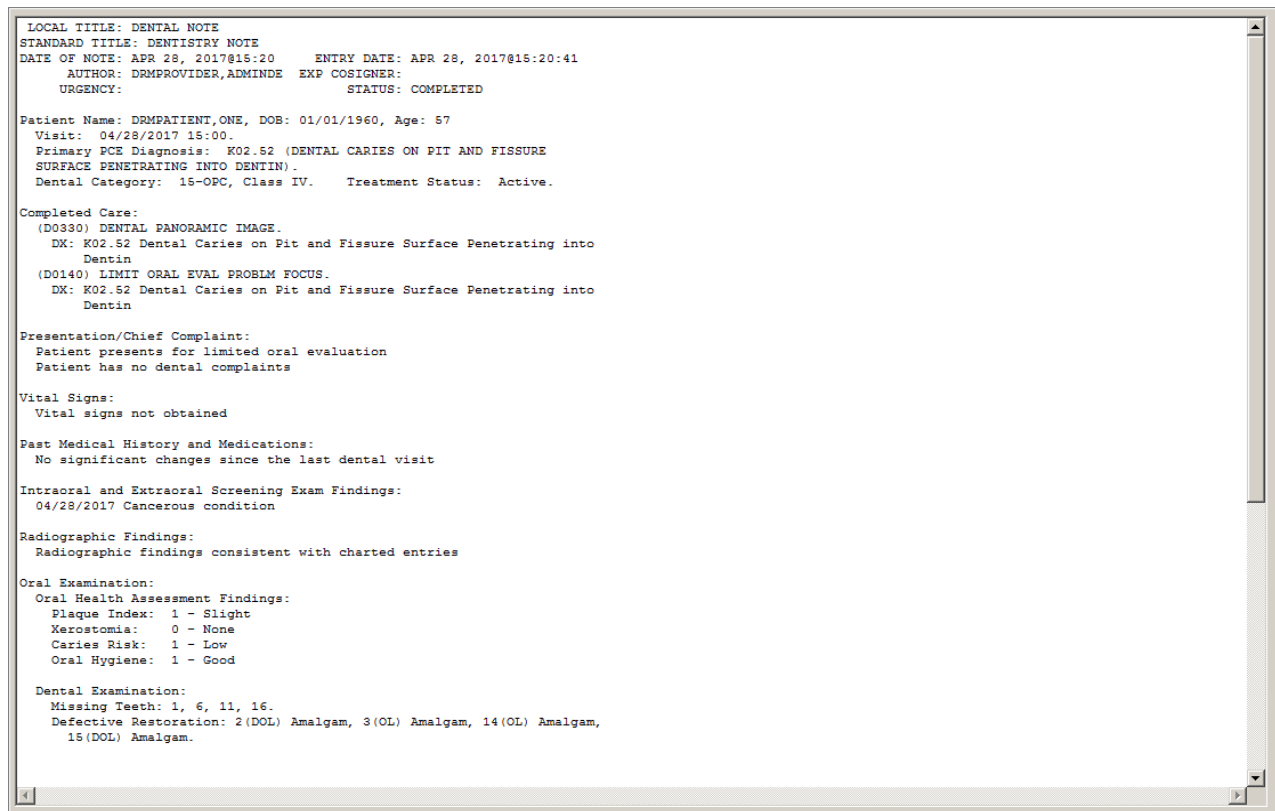 LOCAL TITLE: DENTAL NOTE
STANDARD TITLE: DENTISTRY NOTE
DATE OF NOTE: APR 28, 2017@15:20     ENTRY DATE: APR 28, 2017@15:20:41
AUTHOR: DRMPROVIDER,ADMINDE  EXP COSIGNER:
URGENCY:                            STATUS: COMPLETED
Patient Name: DRMPATIENT,ONE, DOB: 01/01/1960, Age: 57
Visit:  04/28/2017 15:00.
Primary PCE Diagnosis:  K02.52 (DENTAL CARIES ON PIT AND FISSURE
SURFACE PENETRATING INTO DENTIN).
Dental Category:  15-OPC, Class IV.    Treatment Status:  Active.
Completed Care:
(D0330) DENTAL PANORAMIC IMAGE.
DX: K02.52 Dental Caries on Pit and Fissure Surface Penetrating into
Dentin
(D0140) LIMIT ORAL EVAL PROBLM FOCUS.
DX: K02.52 Dental Caries on Pit and Fissure Surface Penetrating into
Dentin
Presentation/Chief Complaint:
Patient presents for limited oral evaluation
Patient has no dental complaints
Vital Signs:
Vital signs not obtained
Past Medical History and Medications:
No significant changes since the last dental visit
Intraoral and Extraoral Screening Exam Findings:
04/28/2017 Cancerous condition
Radiographic Findings:
Radiographic findings consistent with charted entries
Oral Examination:
Oral Health Assessment Findings:
Plaque Index:  1 - Slight
Xerostomia:    0 - None
Caries Risk:   1 - Low
Oral Hygiene:  1 - Good
Dental Examination:
Missing Teeth: 1, 6, 11, 16.
Defective Restoration: 2(DOL) Amalgam, 3(OL) Amalgam, 14(OL) Amalgam,
15(DOL) Amalgam.